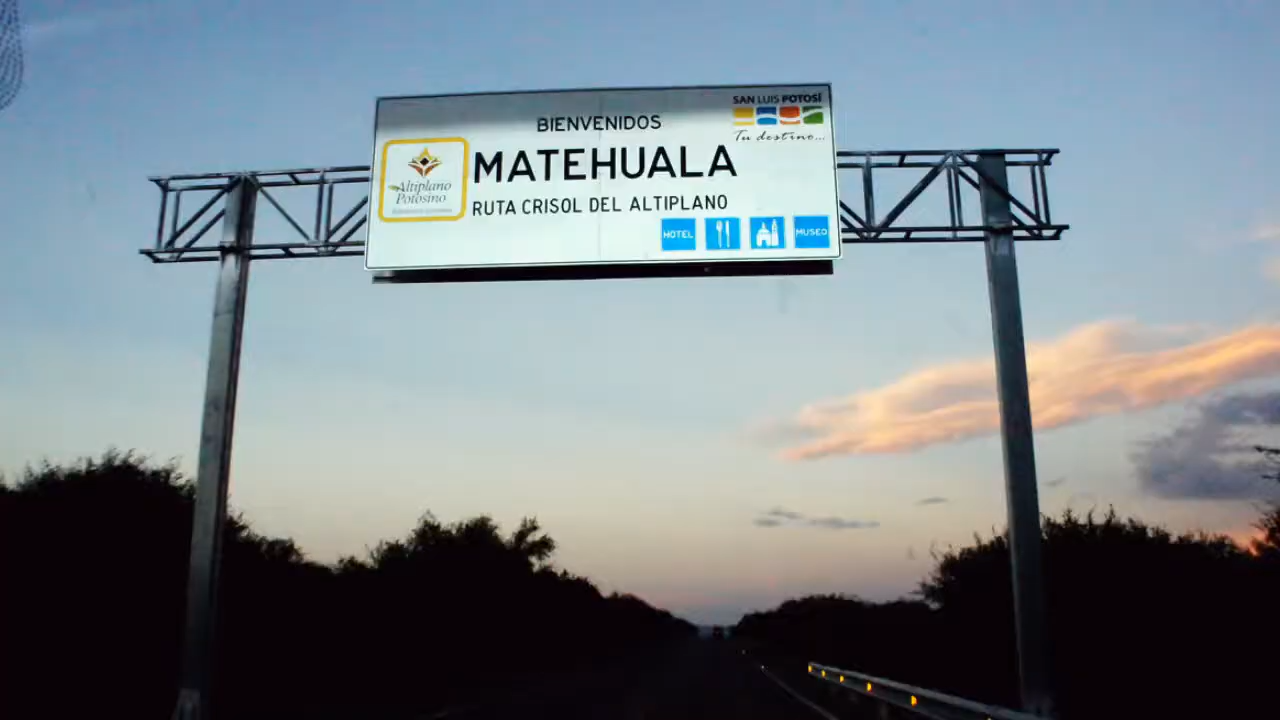 BIENVENIDOS
MATEHUALA
RUTA CRISOL DEL ALTIPLANO
Altiplano
Potosino
SAN LUIS POTOSÍ
Tu destino...
HOTEL
MUSEO